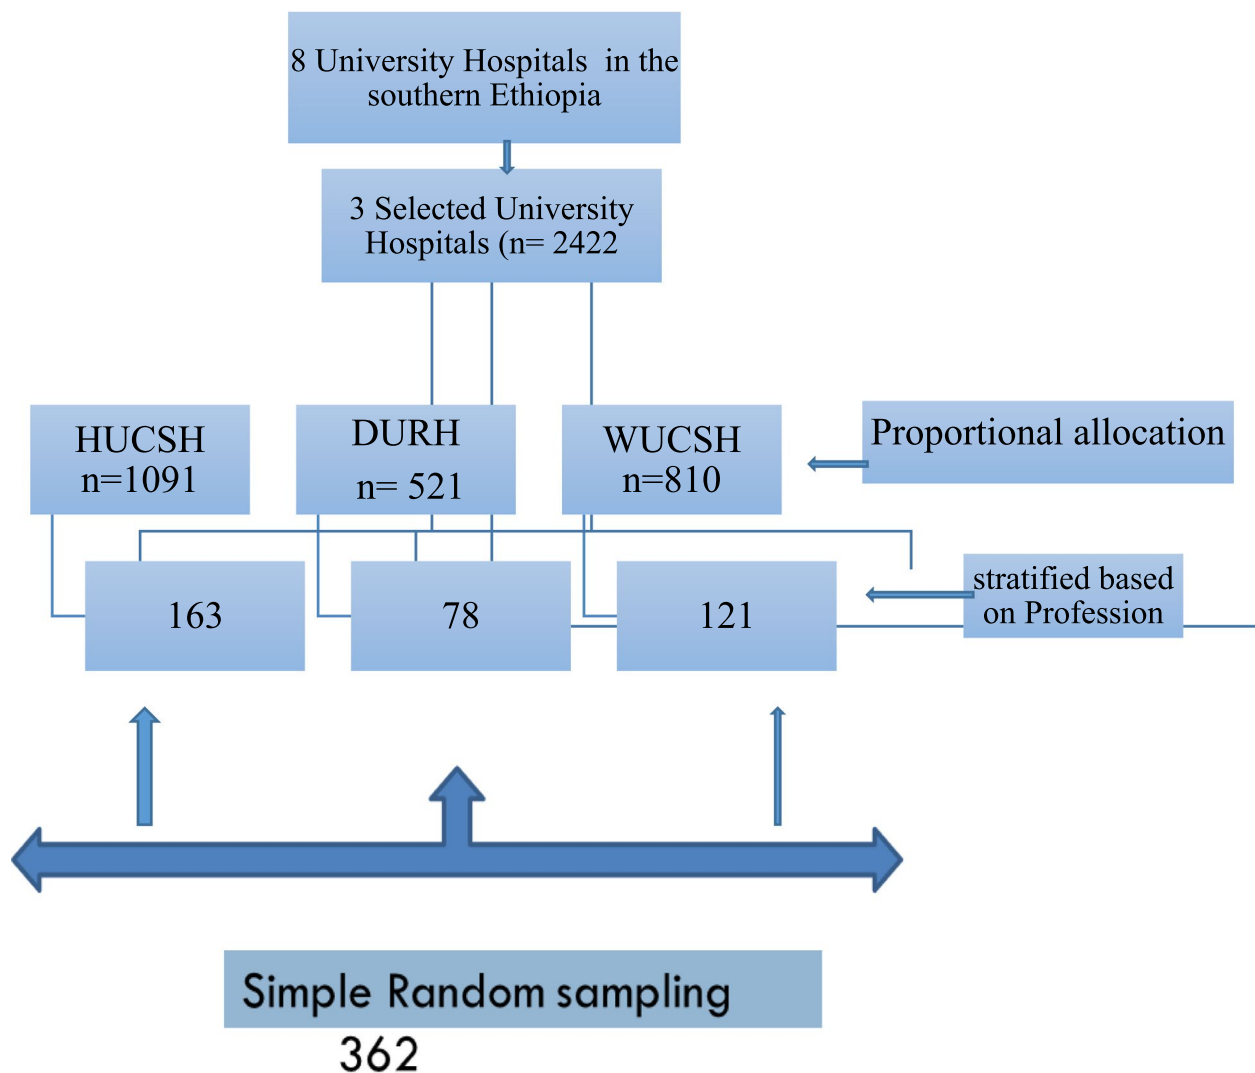 8 University Hospitals in the
southern Ethiopia
3 Selected University
Hospitals (n= 2422
HUCSH
n=1091
DURH
n= 521
WUCSH
n=810
Proportional allocation
163
78
121
stratified based
on Profession
Simple Random sampling
362